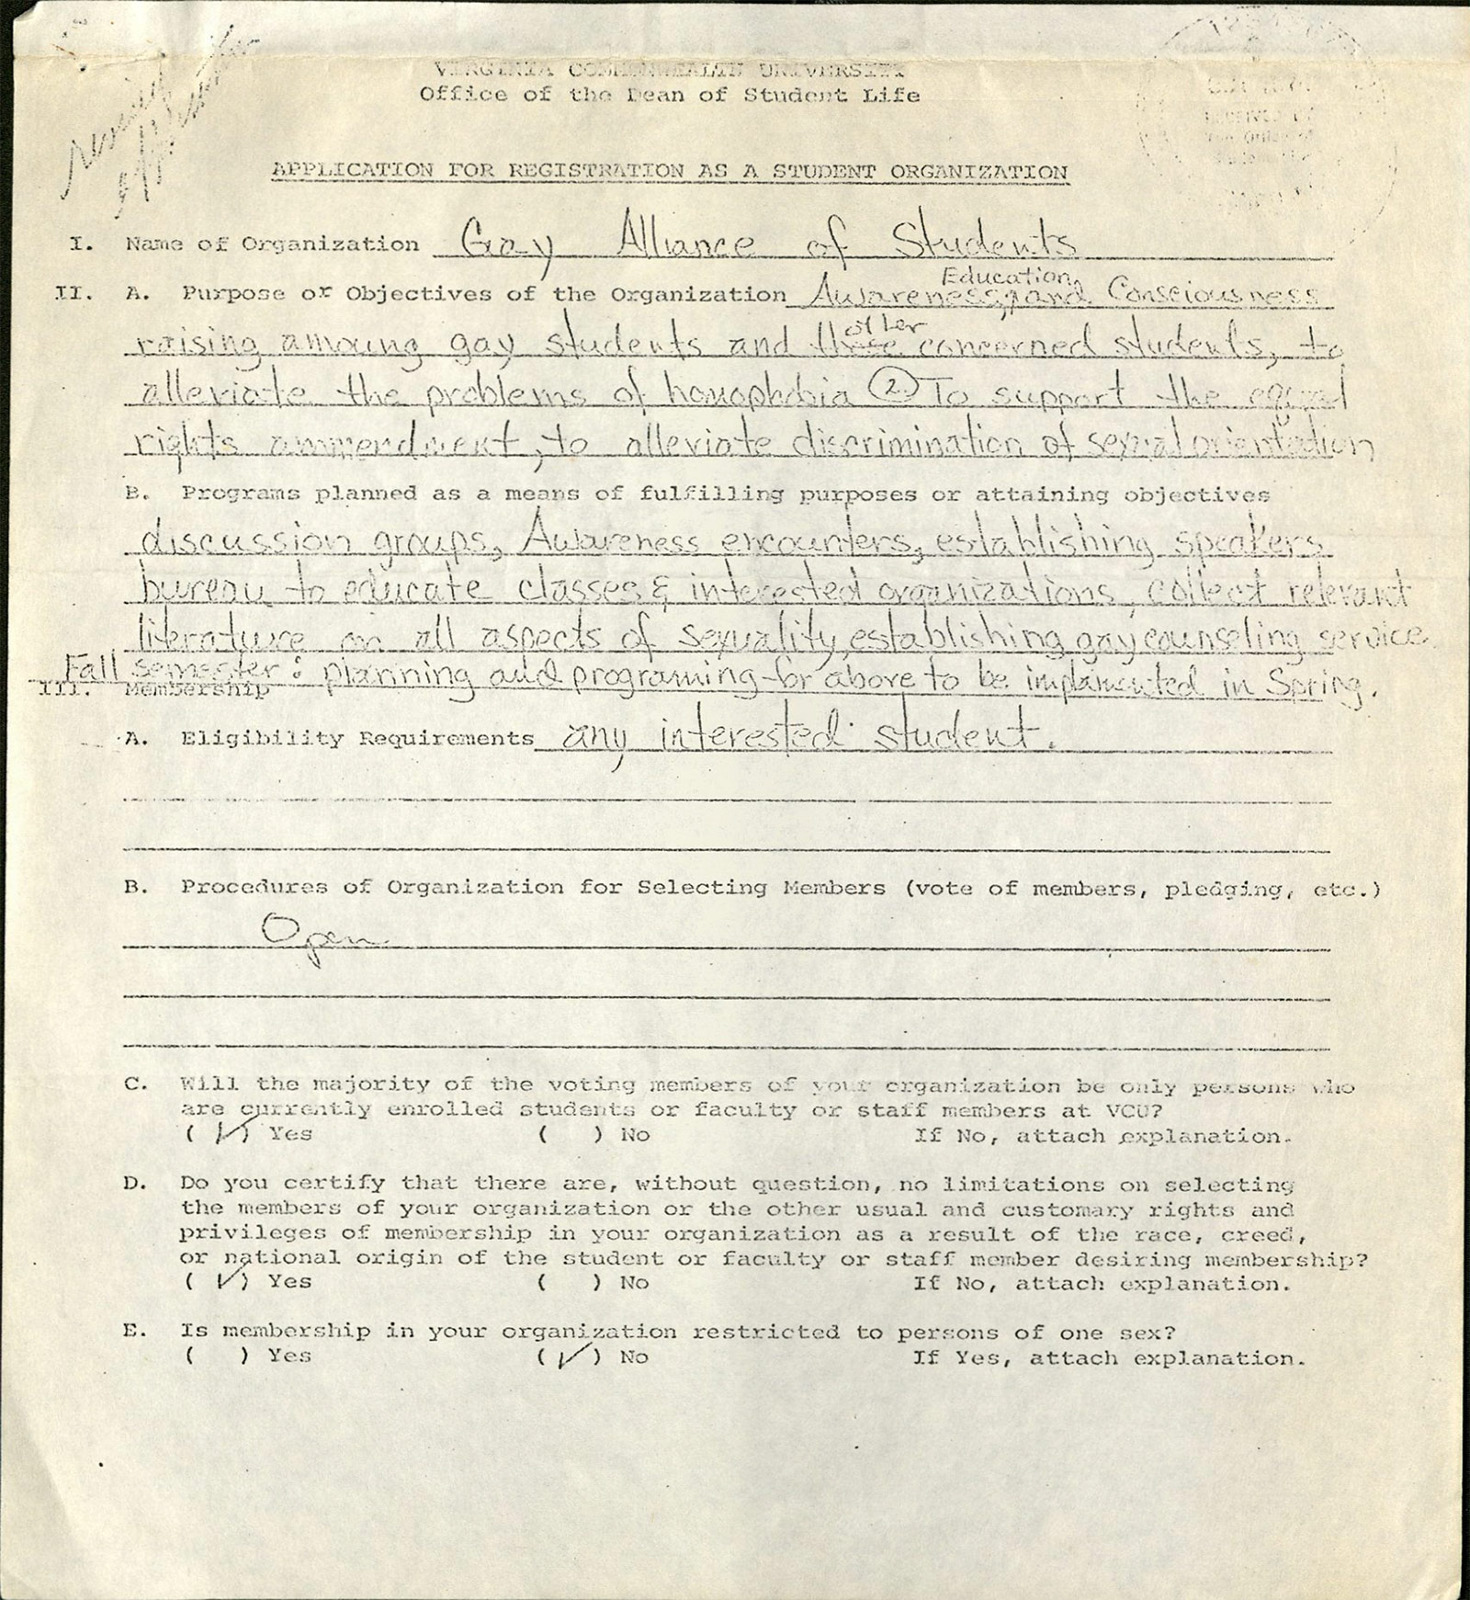 VIRGINIA COMMONWEALTH UNIVERSITY
Office of the Dean of Student Life
APPLICATION FOR REGISTRATION AS A STUDENT ORGANIZATION
I. Name of Organization Gay Alliance of Students
Education,
II. A. Purpose or Objectives of the Organization Awareness, and Consciousness
other
raising amoung gay students and these concerned students, to
alleviate the problems of homophobia ② To support the equal
rights ammendment, to alleviate discrimination of sexual orientation
B. Programs planned as a means of fulfilling purposes or attaining objectives
discussion groups, Awareness encounters, establishing speakers
bureau to educate classes & interested organizations, collect relevant
literature on all aspects of sexuality, establishing gay counseling service
Fall semester: planning and programing for above to be implimented in Spring.
III. Membership
A. Eligibility Requirements any interested student.
B. Procedures of Organization for Selecting Members (vote of members, pledging, etc.)
Open
C. Will the majority of the voting members of your organization be only persons who
are currently enrolled students or faculty or staff members at VCU?
(✓) Yes ( ) No If No, attach explanation.
D. Do you certify that there are, without question, no limitations on selecting
the members of your organization or the other usual and customary rights and
privileges of membership in your organization as a result of the race, creed,
or national origin of the student or faculty or staff member desiring membership?
(✓) Yes ( ) No If No, attach explanation.
E. Is membership in your organization restricted to persons of one sex?
( ) Yes (✓) No If Yes, attach explanation.